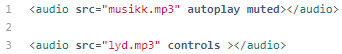 1 <audio src="musikk.mp3" autoplay muted></audio>
2
3 <audio src="lyd.mp3" controls ></audio>